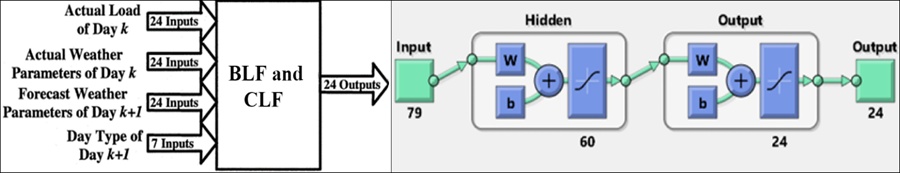 Actual Load
of Day k
24 Inputs
Actual Weather
Parameters of Day k
24 Inputs
Forecast Weather
Parameters of Day k+1
24 Inputs
Day Type of
Day k+1
7 Inputs
BLF and
CLF
24 Outputs
Input
79
Hidden
W
b
+
60
Output
W
b
+
24
Output
24